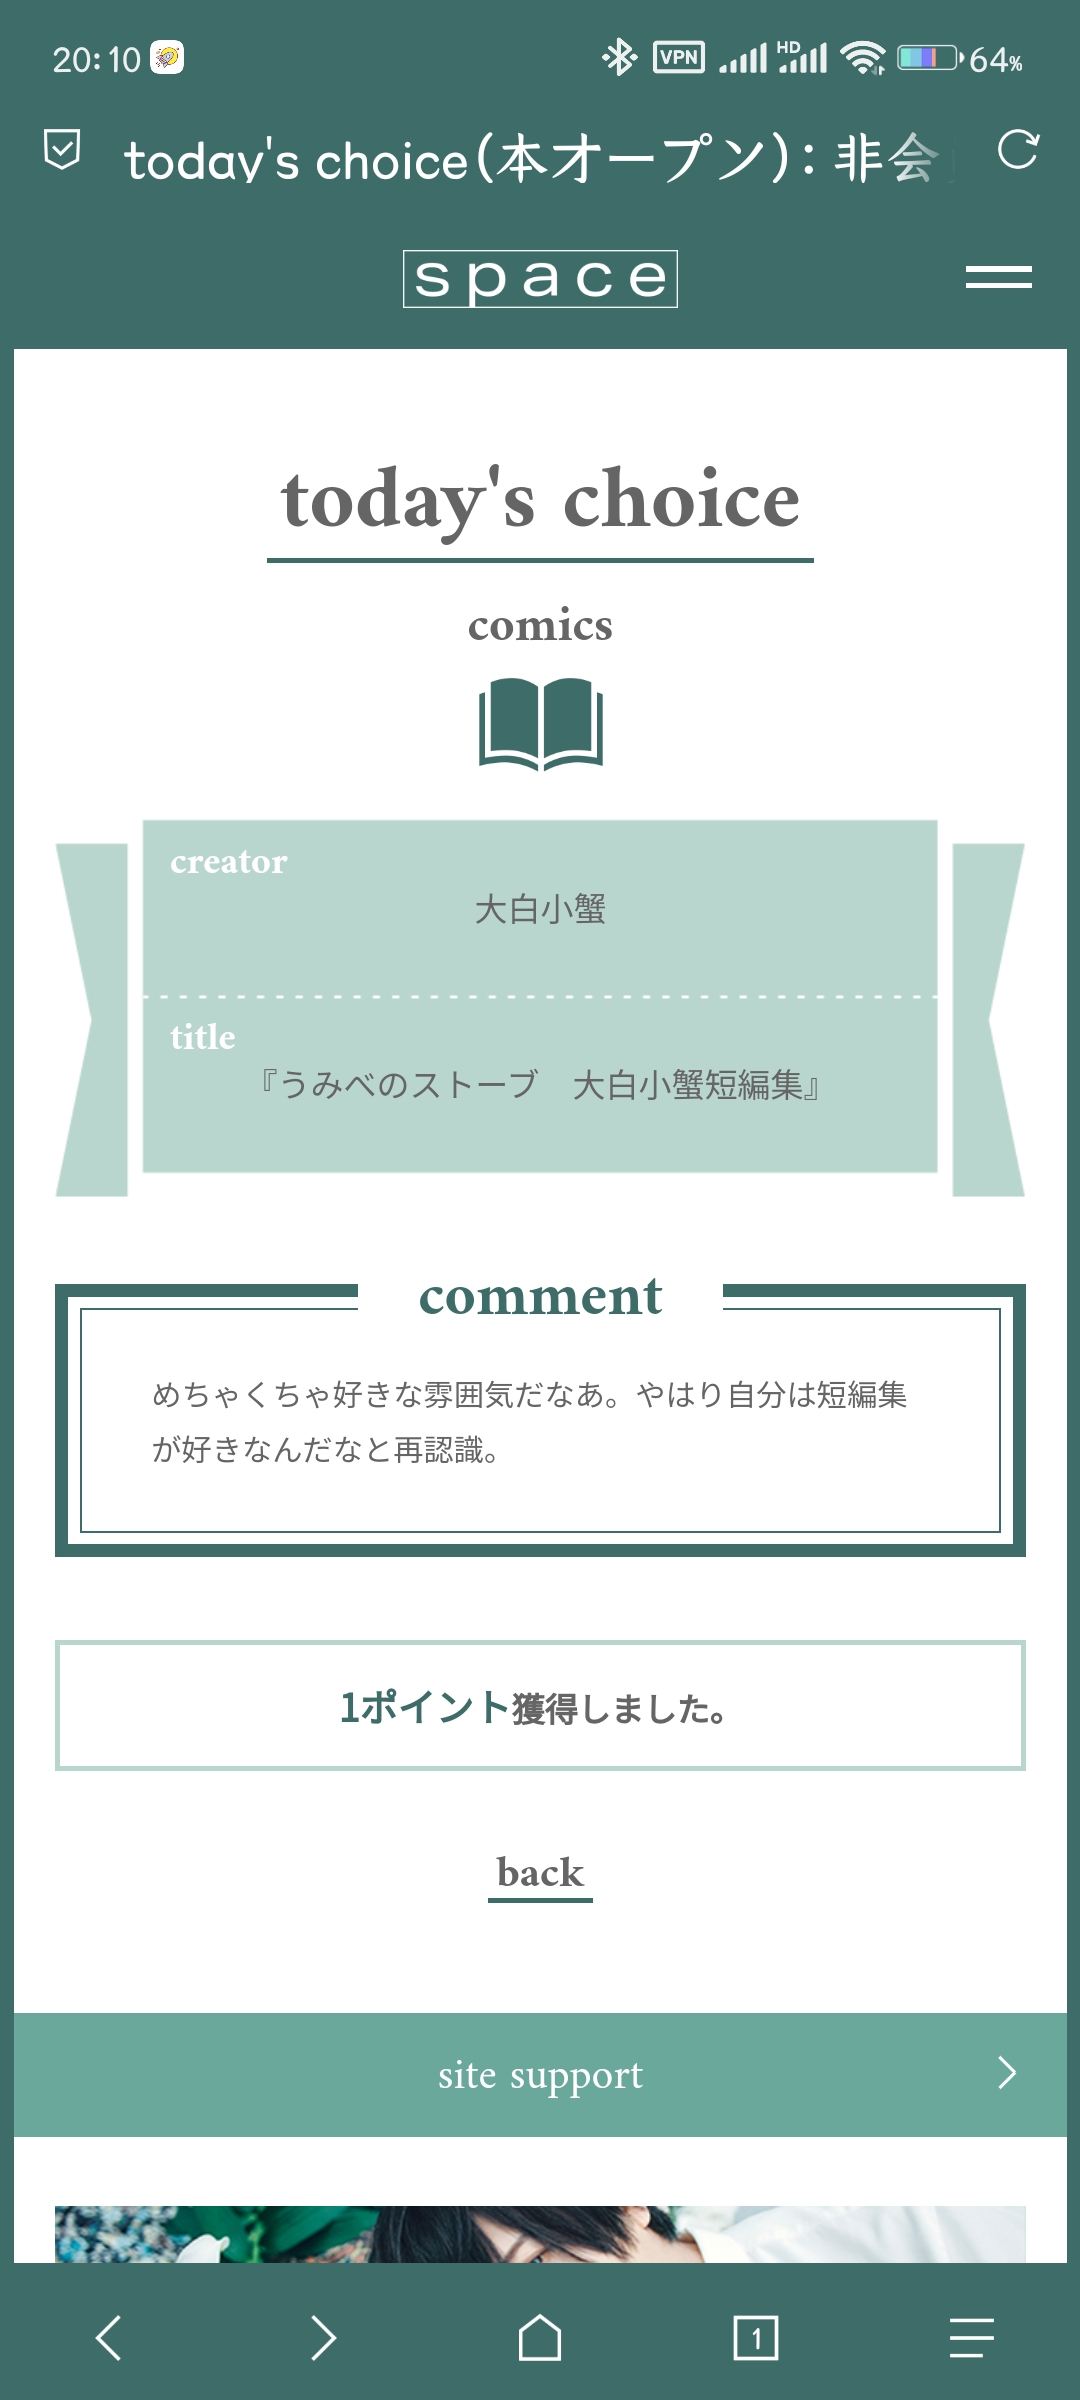 20:10
VPN
HD
64%
today's choice(本オープン): 非会
space
today's choice
comics
creator
大白小蟹
title
『うみべのストーブ　大白小蟹短編集』
comment
めちゃくちゃ好きな雰囲気だなあ。やはり自分は短編集
が好きなんだなと再認識。
1ポイント獲得しました。
back
site support
1